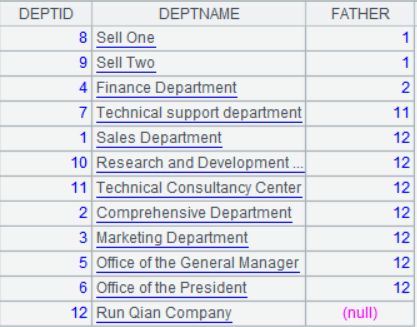 DEPTID DEPTNAME FATHER
8 Sell One 1
9 Sell Two 1
4 Finance Department 2
7 Technical support department 11
1 Sales Department 12
10 Research and Development ... 12
11 Technical Consultancy Center 12
2 Comprehensive Department 12
3 Marketing Department 12
5 Office of the General Manager 12
6 Office of the President 12
12 Run Qian Company (null)